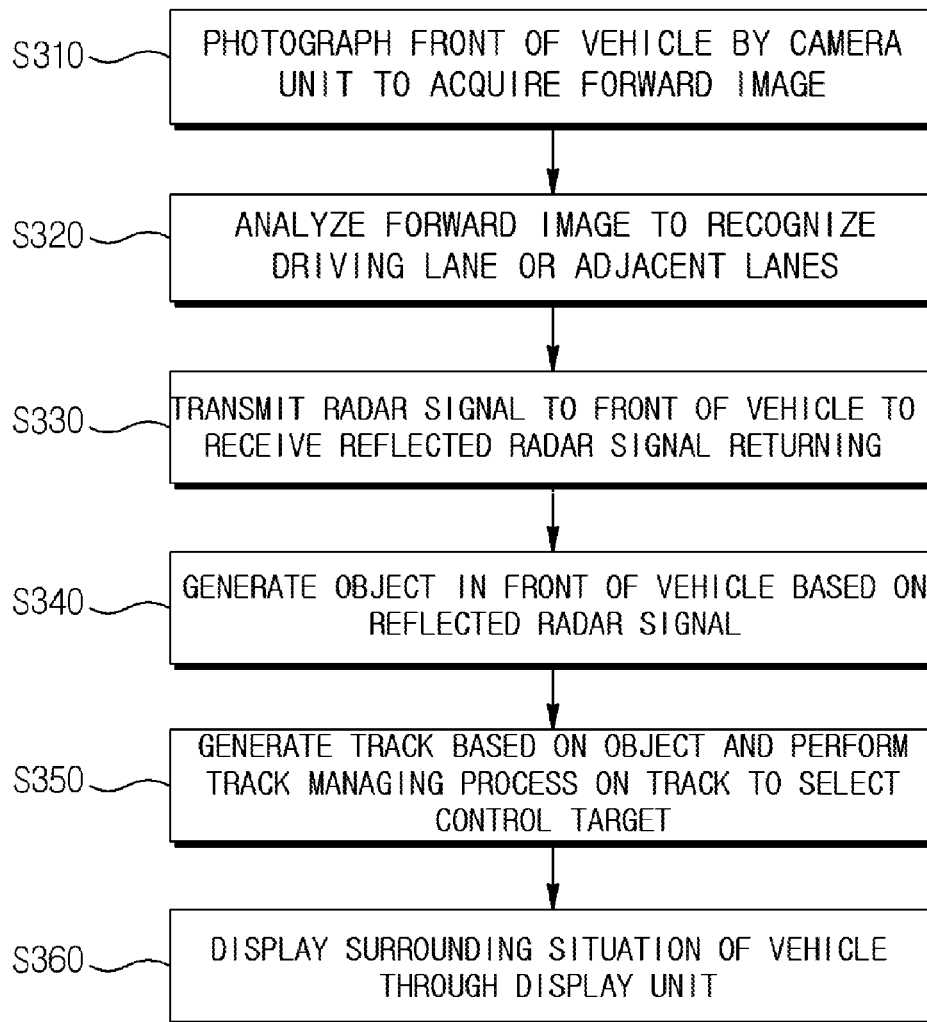 S310
PHOTOGRAPH FRONT OF VEHICLE BY CAMERA
UNIT TO ACQUIRE FORWARD IMAGE
S320
ANALYZE FORWARD IMAGE TO RECOGNIZE
DRIVING LANE OR ADJACENT LANES
S330
TRANSMIT RADAR SIGNAL TO FRONT OF VEHICLE TO
RECEIVE REFLECTED RADAR SIGNAL RETURNING
S340
GENERATE OBJECT IN FRONT OF VEHICLE BASED ON
REFLECTED RADAR SIGNAL
S350
GENERATE TRACK BASED ON OBJECT AND PERFORM
TRACK MANAGING PROCESS ON TRACK TO SELECT
CONTROL TARGET
S360
DISPLAY SURROUNDING SITUATION OF VEHICLE
THROUGH DISPLAY UNIT